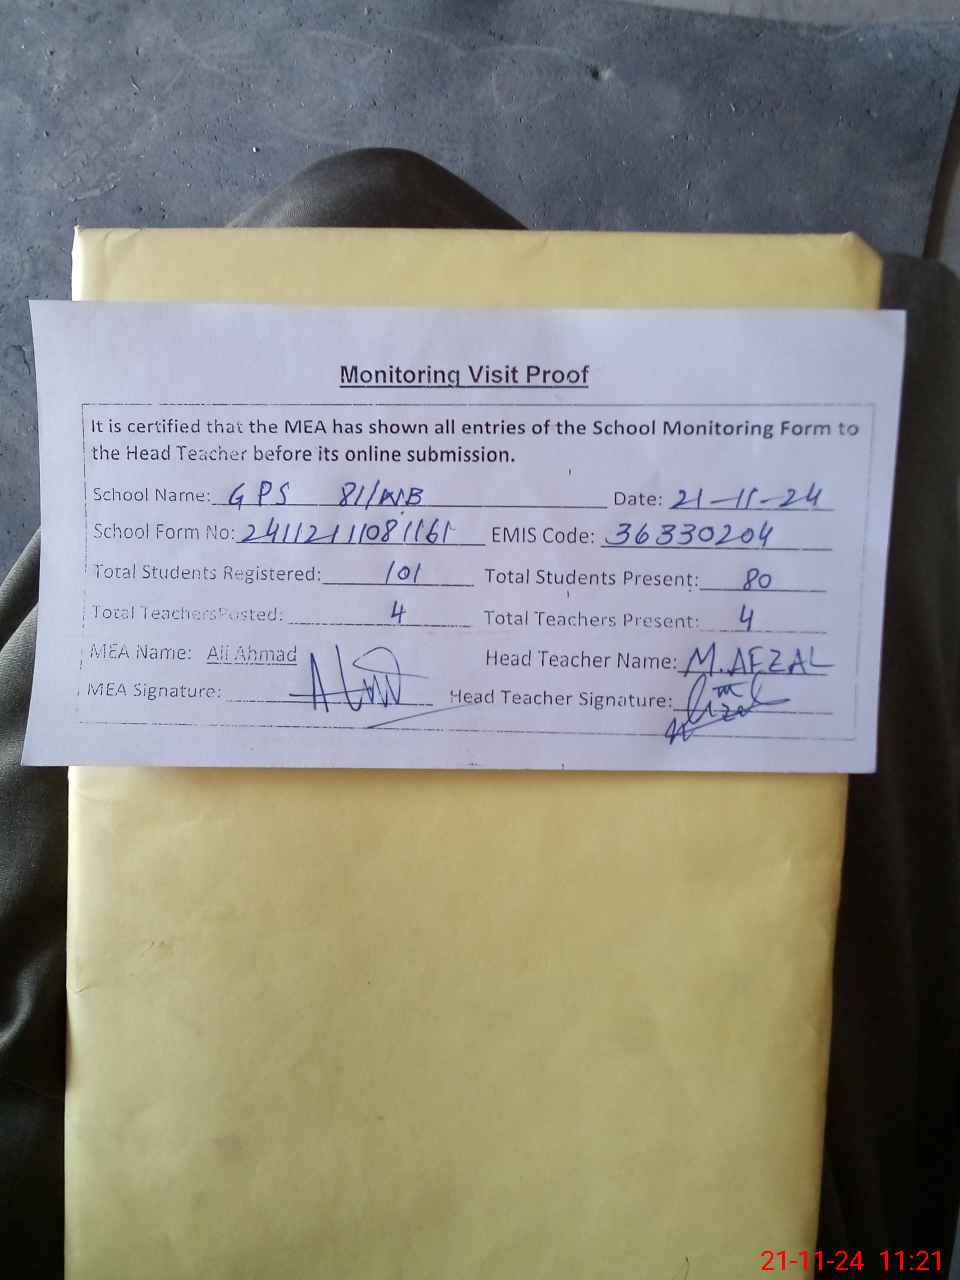 Monitoring Visit Proof
It is certified that the MEA has shown all entries of the School Monitoring Form to
the Head Teacher before its online submission.
School Name: GPS 81/WB Date: 21-11-24
School Form No: 24112111081161 EMIS Code: 36330204
Total Students Registered: 101 Total Students Present: 80
Total Teachers Posted: 4 Total Teachers Present: 4
MEA Name: Ali Ahmad Head Teacher Name: M.AFZAL
MEA Signature: Head Teacher Signature:
21-11-24 11:21